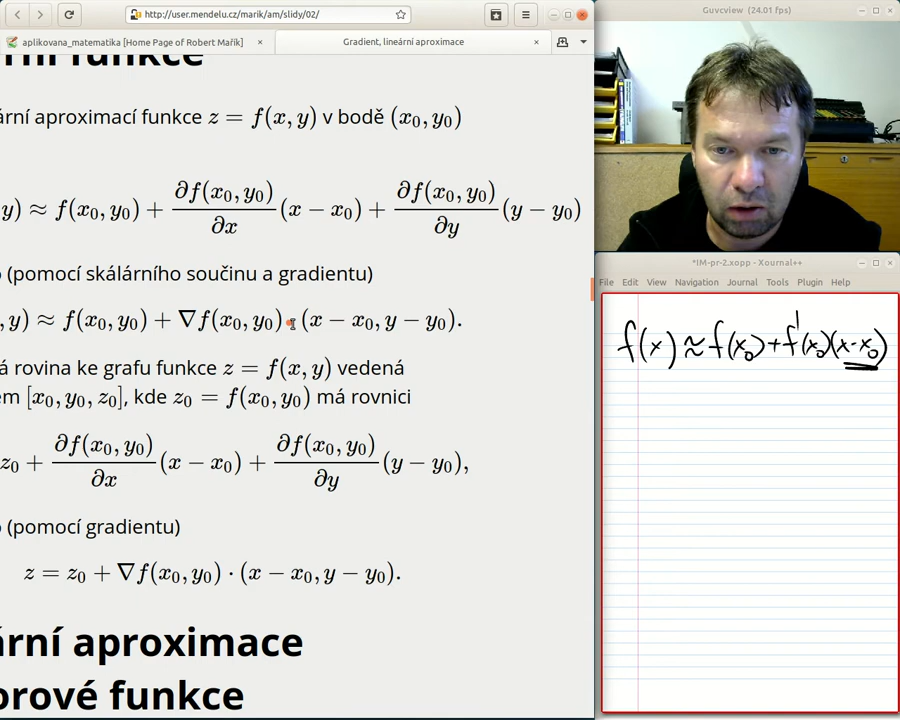 http://user.mendelu.cz/marik/am/slidy/02/
aplikovana_matematika [Home Page of Robert Mařík]
Gradient, lineární aproximace
rní funkce
ární aproximací funkce z = f(x, y) v bodě (x₀, y₀)
y) ≈ f(x₀, y₀) + ∂f(x₀, y₀)/∂x (x − x₀) + ∂f(x₀, y₀)/∂y (y − y₀)
o (pomocí skálárního součinu a gradientu)
, y) ≈ f(x₀, y₀) + ∇f(x₀, y₀) · (x − x₀, y − y₀).
á rovina ke grafu funkce z = f(x, y) vedená
em [x₀, y₀, z₀], kde z₀ = f(x₀, y₀) má rovnici
z₀ + ∂f(x₀, y₀)/∂x (x − x₀) + ∂f(x₀, y₀)/∂y (y − y₀),
o (pomocí gradientu)
z = z₀ + ∇f(x₀, y₀) · (x − x₀, y − y₀).
ární aproximace
orové funkce
Guvcview (24.01 fps)
*IM-pr-2.xopp - Xournal++
File Edit View Navigation Journal Tools Plugin Help
f(x) ≈ f(x₀) + f'(x₀)(x-x₀)